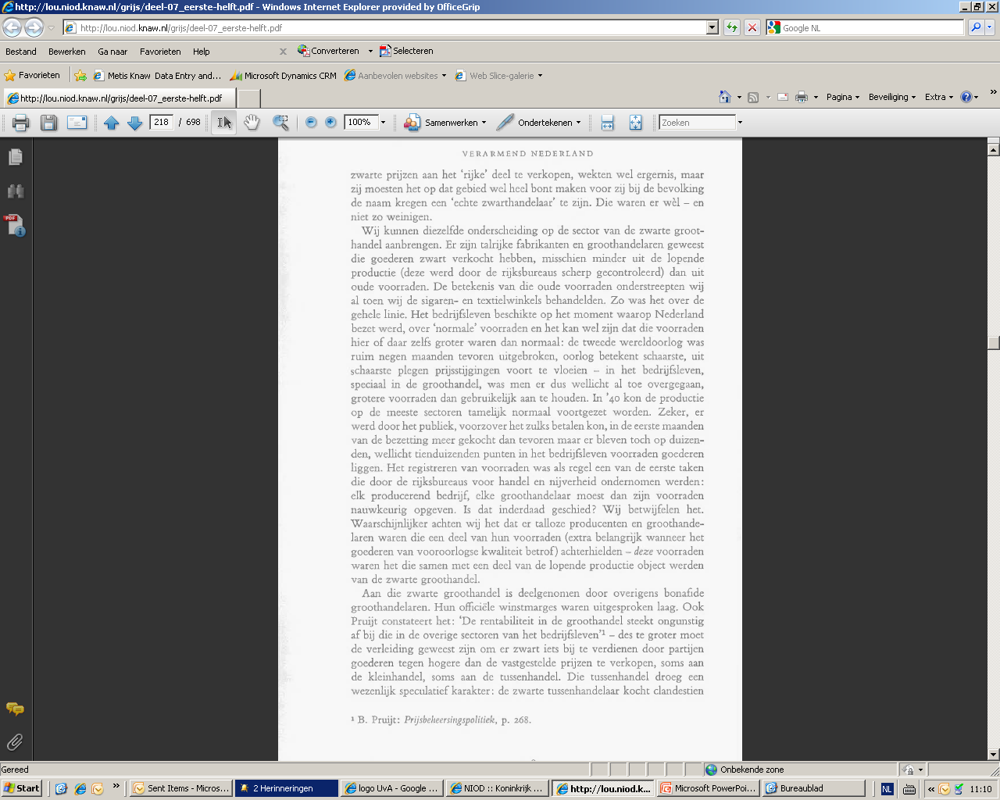 http://lou.niod.knaw.nl/grijs/deel-07_eerste-helft.pdf - Windows Internet Explorer provided by OfficeGrip
http://lou.niod.knaw.nl/grijs/deel-07_eerste-helft.pdf
Google NL
Bestand Bewerken Ga naar Favorieten Help x Converteren Selecteren
Favorieten Metis Knaw Data Entry and... Microsoft Dynamics CRM Aanbevolen websites Web Slice-galerie
http://lou.niod.knaw.nl/grijs/deel-07_eerste-helft.pdf
Pagina Beveiliging Extra
218 / 698 100% Samenwerken Ondertekenen Zoeken
VERARMEND NEDERLAND
zwarte prijzen aan het ‘rijke’ deel te verkopen, wekten wel ergernis, maar
zij moesten het op dat gebied wel heel bont maken voor zij bij de bevolking
de naam kregen een ‘echte zwarthandelaar’ te zijn. Die waren er wèl – en
niet zo weinigen.
Wij kunnen diezelfde onderscheiding op de sector van de zwarte groot-
handel aanbrengen. Er zijn talrijke fabrikanten en groothandelaren geweest
die goederen zwart verkocht hebben, misschien minder uit de lopende
productie (deze werd door de rijksbureaus scherp gecontroleerd) dan uit
oude voorraden. De betekenis van die oude voorraden onderstreepten wij
al toen wij de sigaren- en textielwinkels behandelden. Zo was het over de
gehele linie. Het bedrijfsleven beschikte op het moment waarop Nederland
bezet werd, over ‘normale’ voorraden en het kan wel zijn dat die voorraden
hier of daar zelfs groter waren dan normaal: de tweede wereldoorlog was
ruim negen maanden tevoren uitgebroken, oorlog betekent schaarste, uit
schaarste plegen prijsstijgingen voort te vloeien – in het bedrijfsleven,
speciaal in de groothandel, was men er dus wellicht al toe overgegaan,
grotere voorraden dan gebruikelijk aan te houden. In ’40 kon de productie
op de meeste sectoren tamelijk normaal voortgezet worden. Zeker, er
werd door het publiek, voorzover het zulks betalen kon, in de eerste maanden
van de bezetting meer gekocht dan tevoren maar er bleven toch op duizen-
den, wellicht tienduizenden punten in het bedrijfsleven voorraden goederen
liggen. Het registreren van voorraden was als regel een van de eerste taken
die door de rijksbureaus voor handel en nijverheid ondernomen werden:
elk producerend bedrijf, elke groothandelaar moest dan zijn voorraden
nauwkeurig opgeven. Is dat inderdaad geschied? Wij betwijfelen het.
Waarschijnlijker achten wij het dat er talloze producenten en groothande-
laren waren die een deel van hun voorraden (extra belangrijk wanneer het
goederen van vooroorlogse kwaliteit betrof) achterhielden – deze voorraden
waren het die samen met een deel van de lopende productie object werden
van de zwarte groothandel.
Aan die zwarte groothandel is deelgenomen door overigens bonafide
groothandelaren. Hun officiële winstmarges waren uitgesproken laag. Ook
Pruijt constateert het: ‘De rentabiliteit in de groothandel steekt ongunstig
af bij die in de overige sectoren van het bedrijfsleven’¹ – des te groter moet
de verleiding geweest zijn om er zwart iets bij te verdienen door partijen
goederen tegen hogere dan de vastgestelde prijzen te verkopen, soms aan
de kleinhandel, soms aan de tussenhandel. Die tussenhandel droeg een
wezenlijk speculatief karakter: de zwarte tussenhandelaar kocht clandestien
¹ B. Pruijt: Prijsbeheersingspolitiek, p. 268.
Gereed Onbekende zone
Start Sent Items - Micros... 2 Herinneringen logo UvA - Google ... NIOD :: Koninkrijk ... http://lou.niod.k... Microsoft PowerPoi... Bureaublad NL 11:10